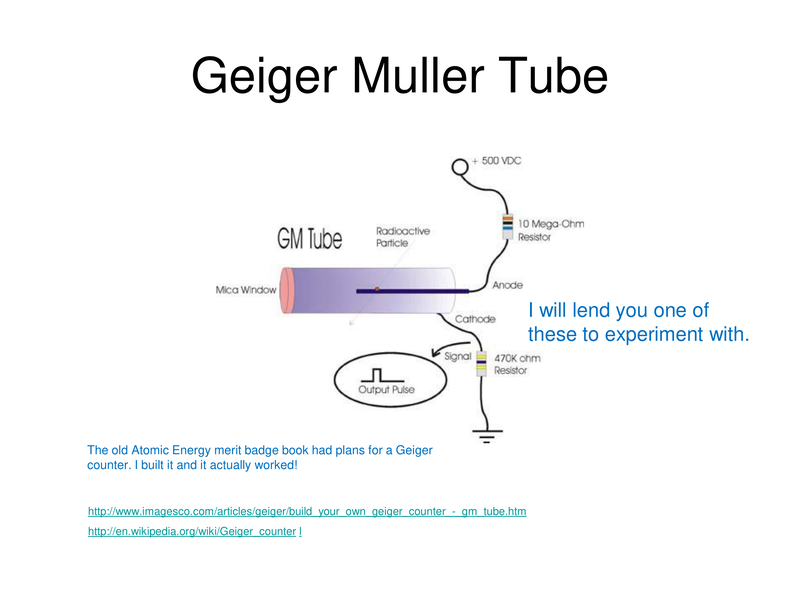 Geiger Muller Tube
+ 500 VDC
10 Mega-Ohm
Resistor
GM Tube
Radioactive
Particle
Mica Window
Anode
I will lend you one of
these to experiment with.
Cathode
Signal
470K ohm
Resistor
Output Pulse
The old Atomic Energy merit badge book had plans for a Geiger
counter. I built it and it actually worked!
http://www.imagesco.com/articles/geiger/build_your_own_geiger_counter_-_gm_tube.htm
http://en.wikipedia.org/wiki/Geiger_counter l